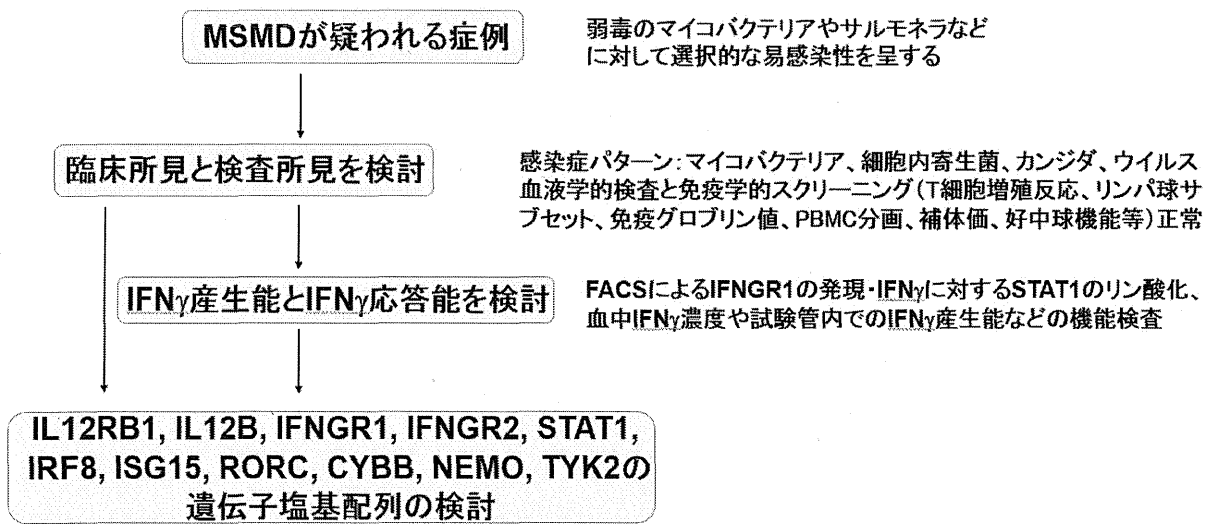 MSMDが疑われる症例
弱毒のマイコバクテリアやサルモネラなど
に対して選択的な易感染性を呈する
臨床所見と検査所見を検討
感染症パターン:マイコバクテリア、細胞内寄生菌、カンジダ、ウイルス
血液学的検査と免疫学的スクリーニング(T細胞増殖反応、リンパ球サ
ブセット、免疫グロブリン値、PBMC分画、補体価、好中球機能等)正常
IFNγ産生能とIFNγ応答能を検討
FACSによるIFNGR1の発現・IFNγに対するSTAT1のリン酸化、
血中IFNγ濃度や試験管内でのIFNγ産生能などの機能検査
IL12RB1, IL12B, IFNGR1, IFNGR2, STAT1,
IRF8, ISG15, RORC, CYBB, NEMO, TYK2の
遺伝子塩基配列の検討